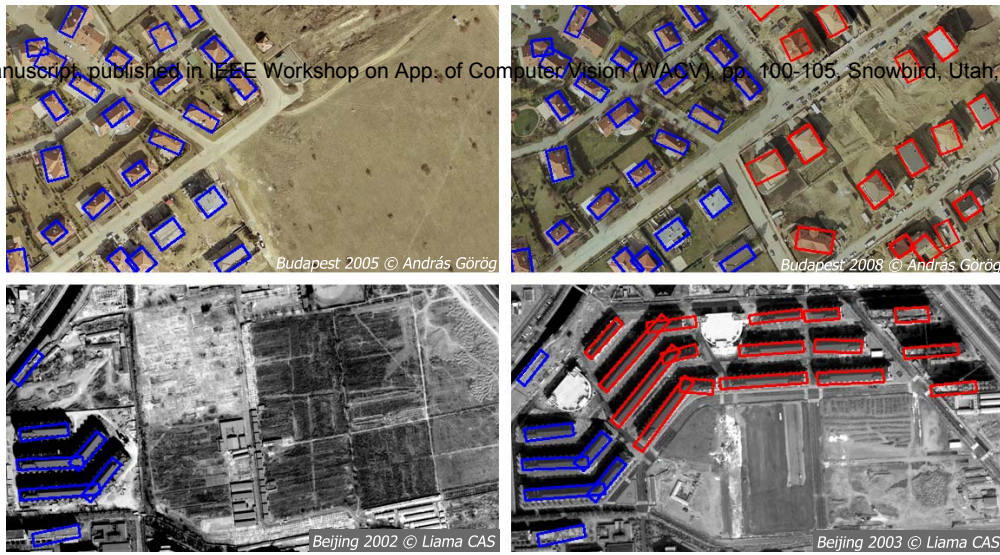 nuscript, published in IEEE Workshop on App. of Computer Vision (WACV), pp. 100-105, Snowbird, Utah,
Budapest 2005 © András Görög
Budapest 2008 © András Görög
Beijing 2002 © Liama CAS
Beijing 2003 © Liama CAS